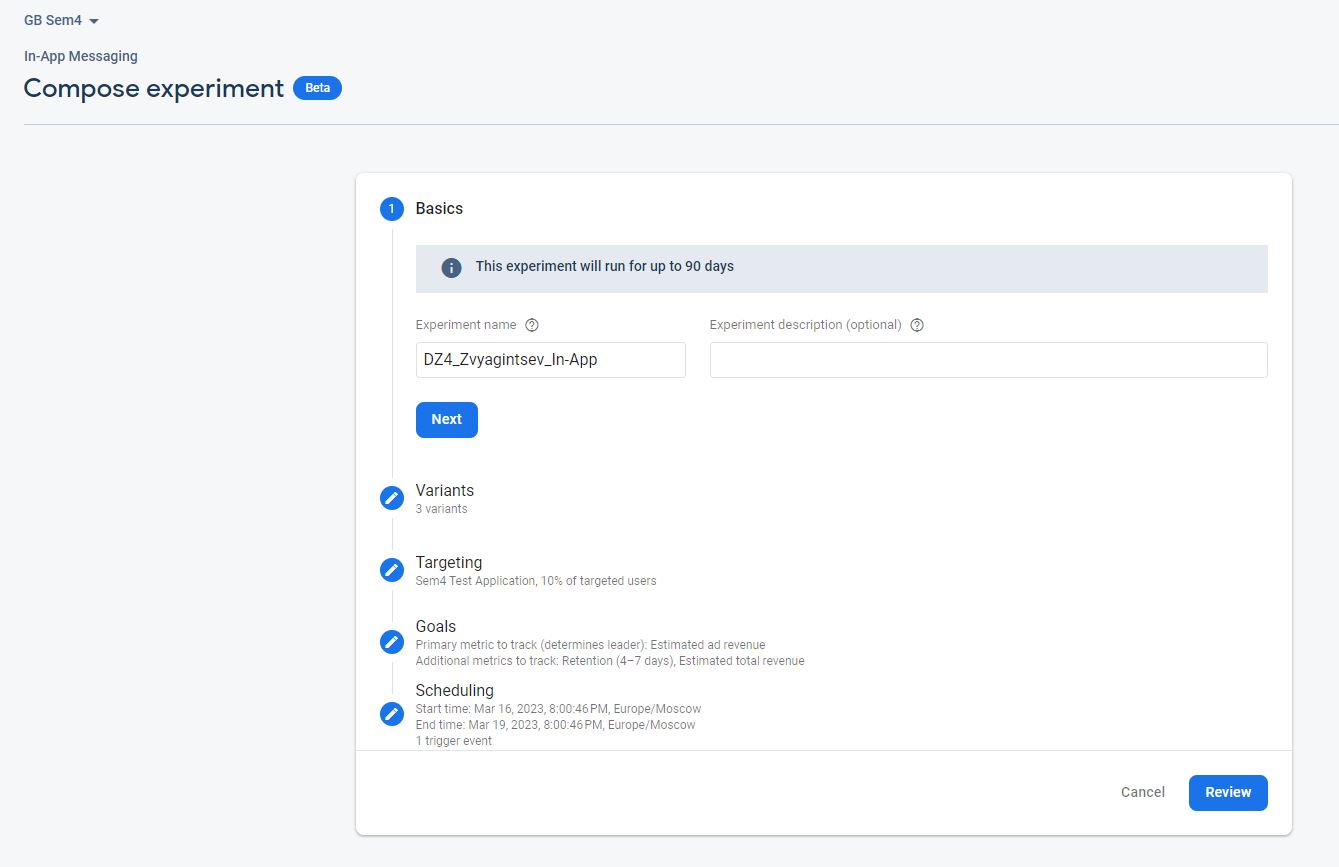 GB Sem4
In-App Messaging
Compose experiment Beta
1 Basics
This experiment will run for up to 90 days
Experiment name Experiment description (optional)
DZ4_Zvyagintsev_In-App
Next
Variants
3 variants
Targeting
Sem4 Test Application, 10% of targeted users
Goals
Primary metric to track (determines leader): Estimated ad revenue
Additional metrics to track: Retention (4–7 days), Estimated total revenue
Scheduling
Start time: Mar 16, 2023, 8:00:46 PM, Europe/Moscow
End time: Mar 19, 2023, 8:00:46 PM, Europe/Moscow
1 trigger event
Cancel Review